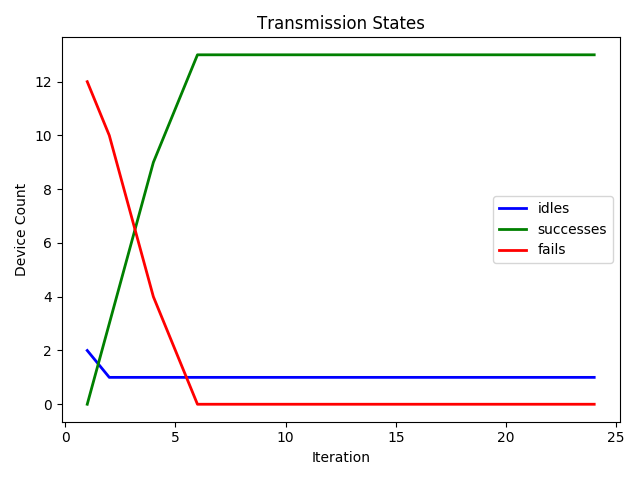 Transmission States
Device Count
12
10
8
6
4
2
0
idles
successes
fails
0 5 10 15 20 25
Iteration